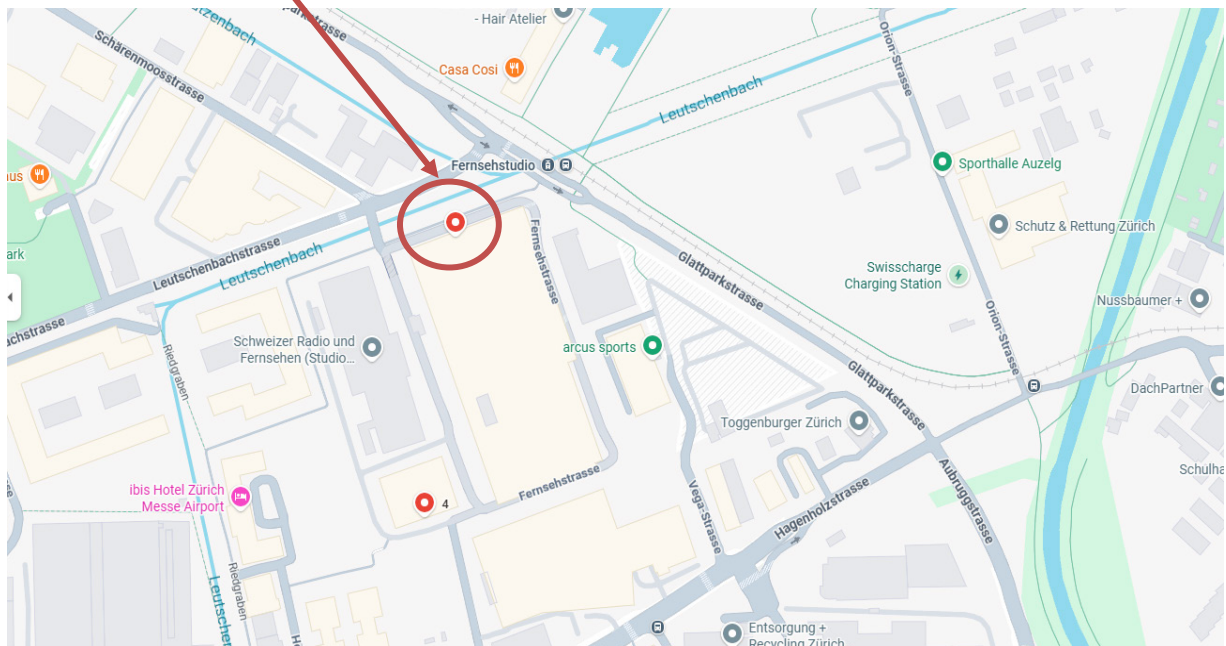 - Hair Atelier
Casa Cosi
Schärenmoosstrasse
Orion-Strasse
Leutschenbach
Fernsehstudio
Sporthalle Auzelg
Schutz & Rettung Zürich
Leutschenbachstrasse
Leutschenbach
Fernsehstrasse
Glattparkstrasse
Swisscharge
Charging Station
Orion-Strasse
Nussbaumer +
Riedgraben
Schweizer Radio und
Fernsehen (Studio...
arcus sports
Glattparkstrasse
DachPartner
Toggenburger Zürich
ibis Hotel Zürich
Messe Airport
4
Fernsehstrasse
Vega-Strasse
Hagenholzstrasse
Aubruggstrasse
Riedgraben
Entsorgung +
Recycling Zürich